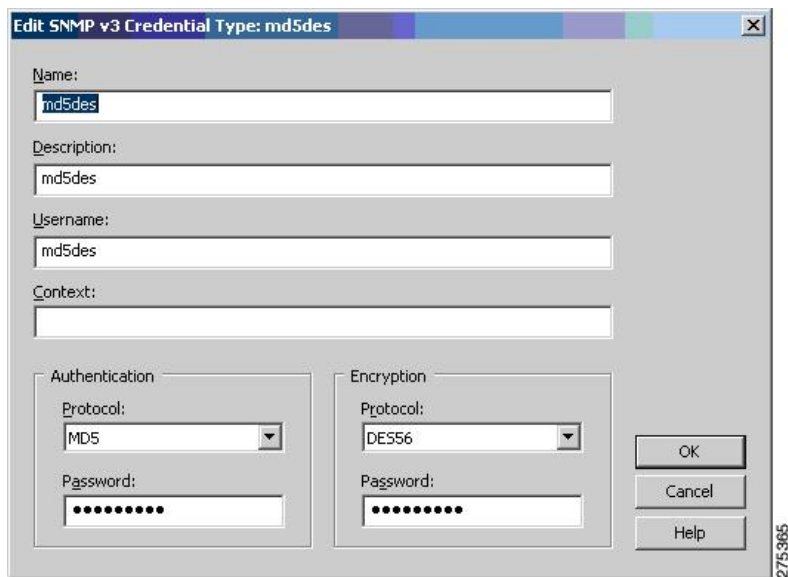 Edit SNMP v3 Credential Type: md5des
Name:
md5des
Description:
md5des
Username:
md5des
Context:
Authentication
Protocol:
MD5
Password:
•••••••••
Encryption
Protocol:
DES56
Password:
•••••••••
OK
Cancel
Help
275365